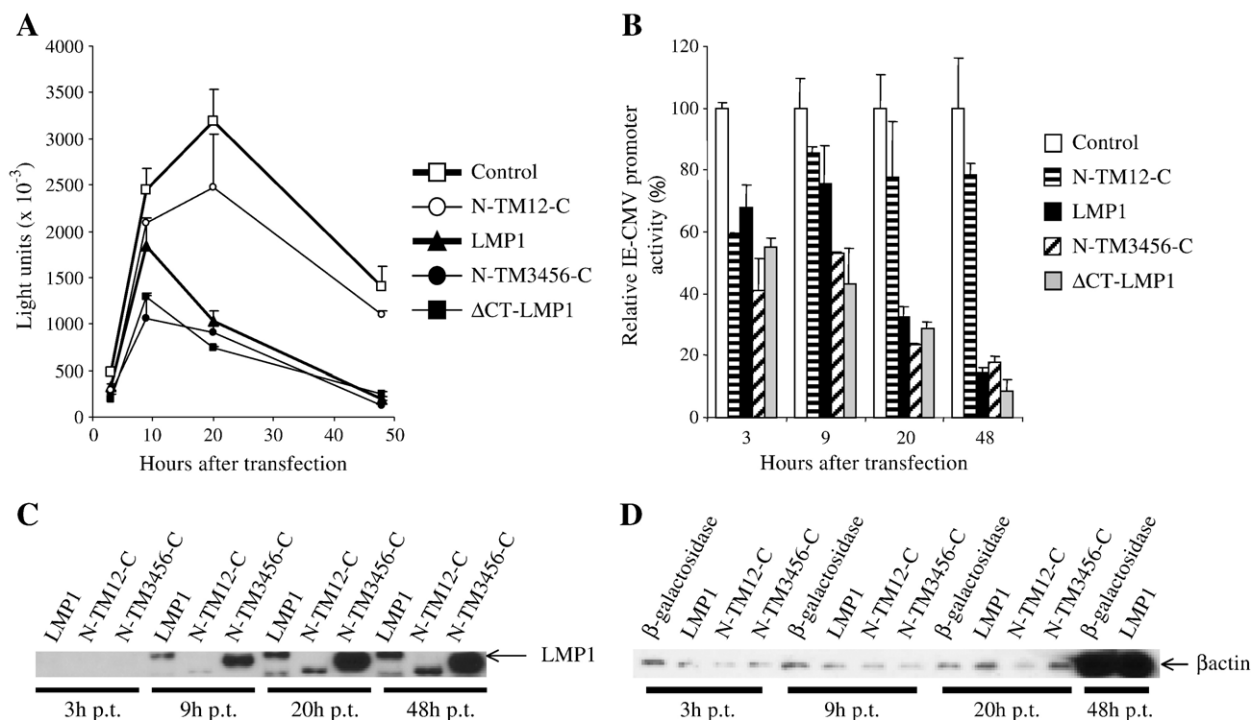 A
4000
3500
3000
2500
2000
1500
1000
500
0
Light units (x 10-3)
0 10 20 30 40 50
Hours after transfection
Control
N-TM12-C
LMP1
N-TM3456-C
ΔCT-LMP1
B
120
100
80
60
40
20
0
Relative IE-CMV promoter
activity (%)
3 9 20 48
Hours after transfection
Control
N-TM12-C
LMP1
N-TM3456-C
ΔCT-LMP1
C
LMP1
N-TM12-C
N-TM3456-C
LMP1
N-TM12-C
N-TM3456-C
LMP1
N-TM12-C
N-TM3456-C
LMP1
N-TM12-C
N-TM3456-C
LMP1
3h p.t. 9h p.t. 20h p.t. 48h p.t.
D
β-galactosidase
LMP1
N-TM12-C
N-TM3456-C
β-galactosidase
LMP1
N-TM12-C
N-TM3456-C
β-galactosidase
LMP1
N-TM12-C
N-TM3456-C
β-galactosidase
LMP1
βactin
3h p.t. 9h p.t. 20h p.t. 48h p.t.